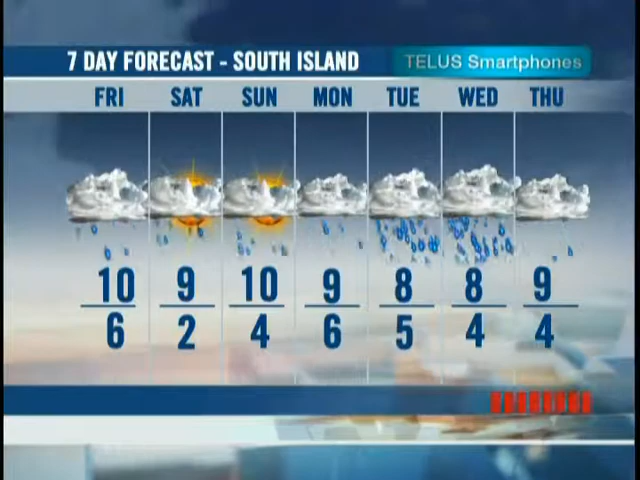 7 DAY FORECAST - SOUTH ISLAND TELUS Smartphones
FRI SAT SUN MON TUE WED THU
10 9 10 9 8 8 9
6 2 4 6 5 4 4